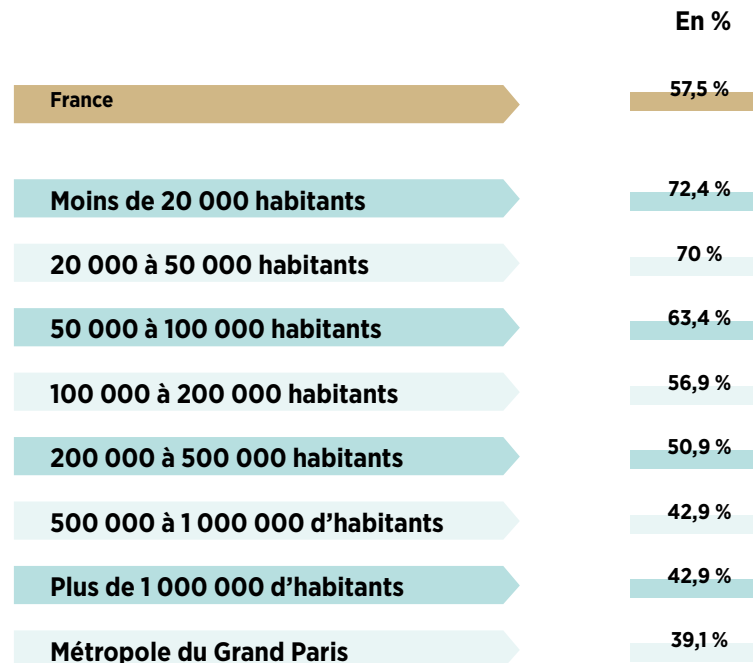 En %
France 57,5 %
Moins de 20 000 habitants 72,4 %
20 000 à 50 000 habitants 70 %
50 000 à 100 000 habitants 63,4 %
100 000 à 200 000 habitants 56,9 %
200 000 à 500 000 habitants 50,9 %
500 000 à 1 000 000 d’habitants 42,9 %
Plus de 1 000 000 d’habitants 42,9 %
Métropole du Grand Paris 39,1 %